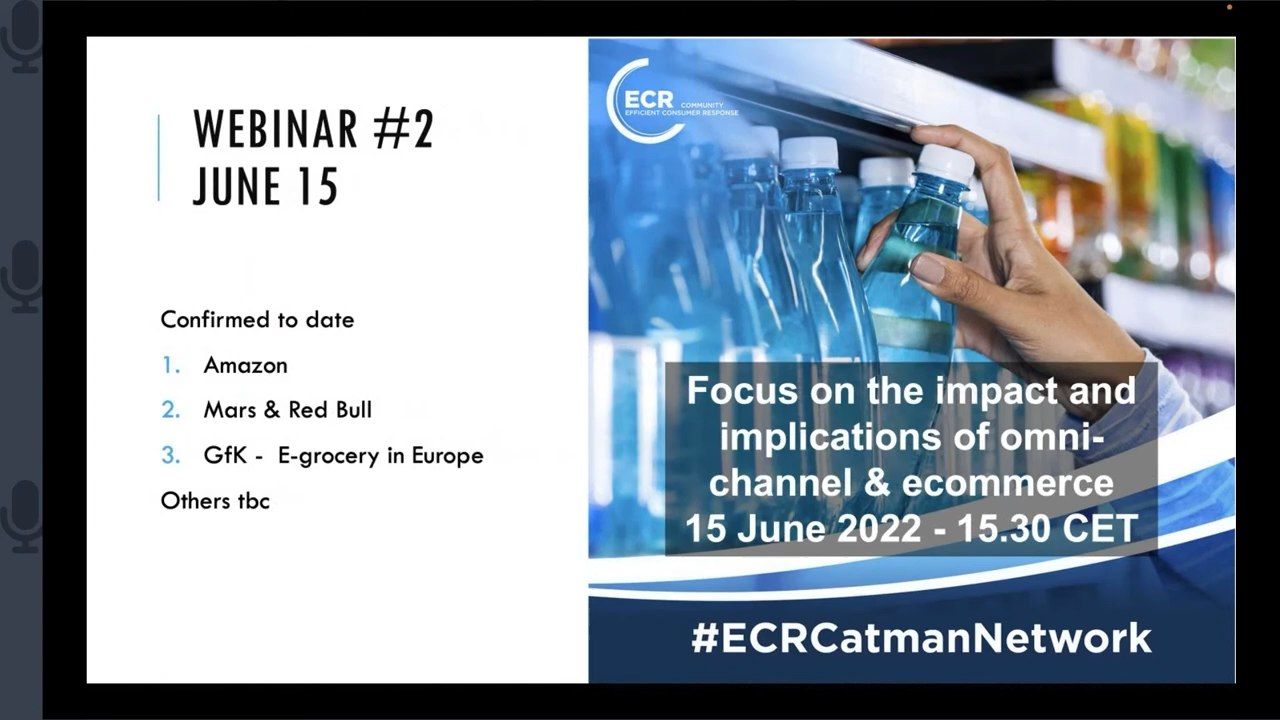 WEBINAR #2
JUNE 15
Confirmed to date
1. Amazon
2. Mars & Red Bull
3. GfK - E-grocery in Europe
Others tbc
ECR COMMUNITY
EFFICIENT CONSUMER RESPONSE
Focus on the impact and
implications of omni-
channel & ecommerce
15 June 2022 - 15.30 CET
#ECRCatmanNetwork